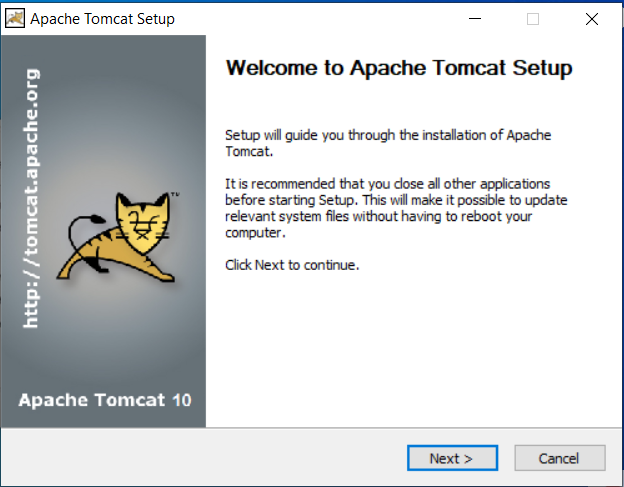 Apache Tomcat Setup
http://tomcat.apache.org
TM
Apache Tomcat 10
Welcome to Apache Tomcat Setup
Setup will guide you through the installation of Apache
Tomcat.
It is recommended that you close all other applications
before starting Setup. This will make it possible to update
relevant system files without having to reboot your
computer.
Click Next to continue.
Next >
Cancel